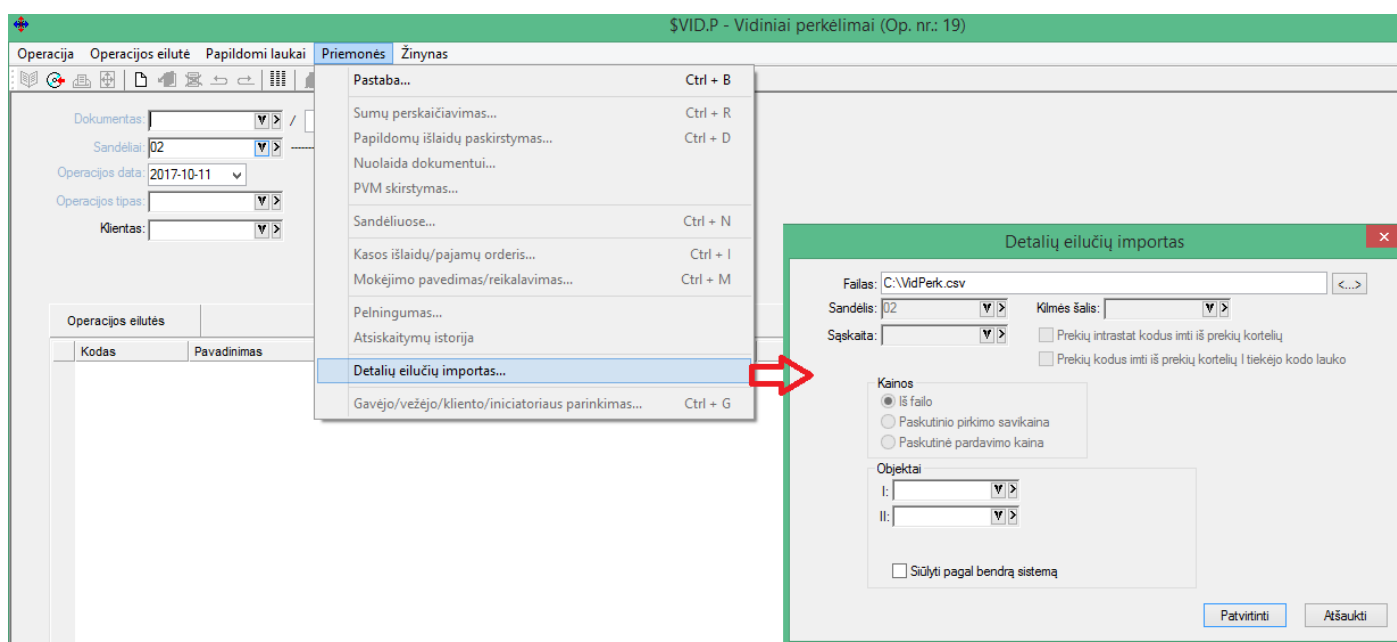 $VID.P - Vidiniai perkėlimai (Op. nr.: 19)
Operacija Operacijos eilutė Papildomi laukai Priemonės Žinynas
Pastaba... Ctrl + B
Sumų perskaičiavimas... Ctrl + R
Papildomų išlaidų paskirstymas... Ctrl + D
Nuolaida dokumentui...
PVM skirstymas...
Sandėliuose... Ctrl + N
Kasos išlaidų/pajamų orderis... Ctrl + I
Mokėjimo pavedimas/reikalavimas... Ctrl + M
Pelningumas...
Atsiskaitymų istorija
Detalių eilučių importas...
Gavėjo/vežėjo/kliento/iniciatoriaus parinkimas... Ctrl + G
Dokumentas: /
Sandėliai: 02
Operacijos data: 2017-10-11
Operacijos tipas:
Klientas:
Operacijos eilutės
Kodas Pavadinimas
Detalių eilučių importas
Failas: C:\VidPerk.csv <...>
Sandėlis: 02 Kilmės šalis:
Sąskaita: Prekių intrastat kodus imti iš prekių kortelių
Prekių kodus imti iš prekių kortelių I tiekėjo kodo lauko
Kainos
Iš failo
Paskutinio pirkimo savikaina
Paskutinė pardavimo kaina
Objektai
I:
II:
Siūlyti pagal bendrą sistemą
Patvirtinti Atšaukti